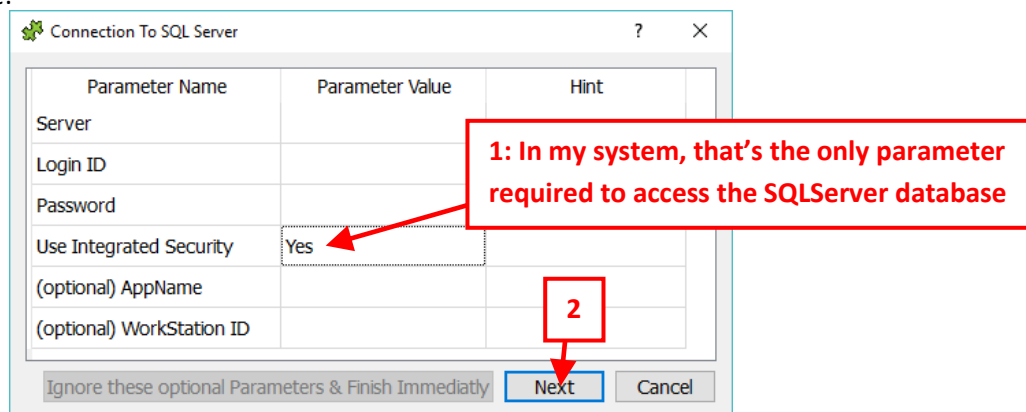 Connection To SQL Server ? ×
Parameter Name Parameter Value Hint
Server
Login ID
Password
Use Integrated Security Yes
(optional) AppName
(optional) WorkStation ID
1: In my system, that's the only parameter
required to access the SQLServer database
2
Ignore these optional Parameters & Finish Immediatly Next Cancel